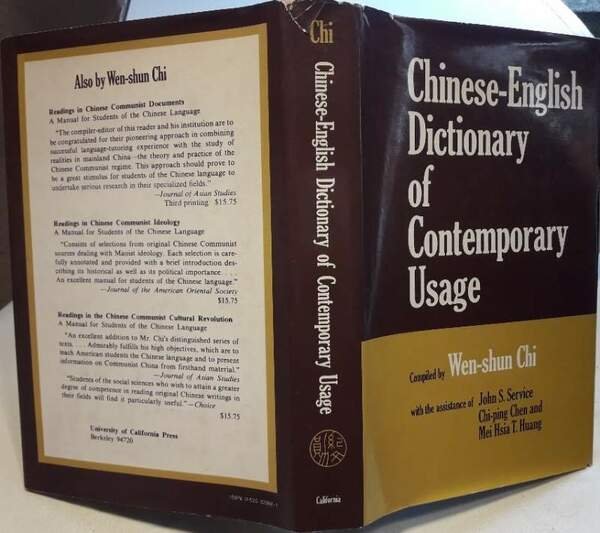 Also by Wen-shun Chi
Readings in Chinese Communist Documents
A Manual for Students of the Chinese Language
"The compiler-editor of this reader and his institution are to
be congratulated for their pioneering approach in combining
successful language-tutoring experience with the study of
realities in mainland China—the theory and practice of the
Chinese Communist regime. This approach should prove to
be a great stimulus for students of the Chinese language to
undertake serious research in their specialized fields."
—Journal of Asian Studies
Third printing $15.75
Readings in Chinese Communist Ideology
A Manual for Students of the Chinese Language
"Consists of selections from original Chinese Communist
sources dealing with Maoist ideology. Each selection is care-
fully annotated and provided with a brief introduction des-
cribing its historical as well as its political importance. . . .
An excellent manual for students of the Chinese language."
—Journal of the American Oriental Society
$15.75
Readings in the Chinese Communist Cultural Revolution
A Manual for Students of the Chinese Language
"An excellent addition to Mr. Chi's distinguished series of
texts. . . . Admirably fulfills his high objectives, which are to
teach American students the Chinese language and to present
information on Communist China from firsthand material."
—Journal of Asian Studies
"Students of the social sciences who wish to attain a greater
degree of competence in reading original Chinese writings in
their fields will find it particularly useful."—Choice
$15.75
University of California Press
Berkeley 94720
Chi
Chinese-English Dictionary of Contemporary Usage
California
Chinese-English
Dictionary
of
Contemporary
Usage
Compiled by Wen-shun Chi
with the assistance of John S. Service
Chi-ping Chen and
Mei Hsia T. Huang